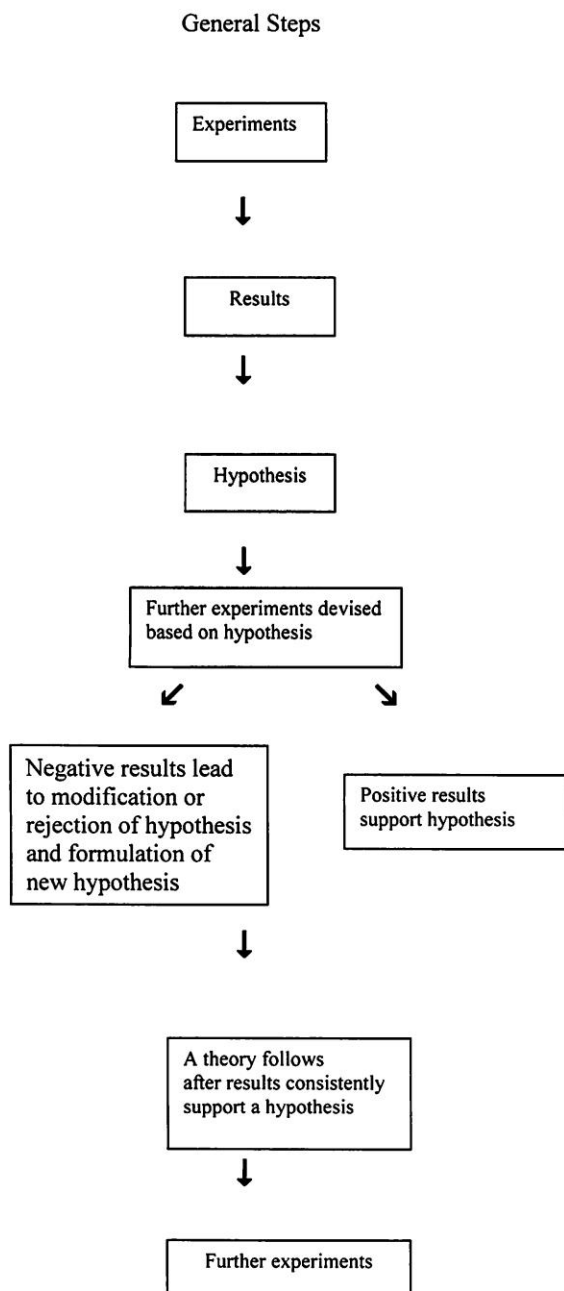 General Steps
Experiments
Results
Hypothesis
Further experiments devised
based on hypothesis
Negative results lead
to modification or
rejection of hypothesis
and formulation of
new hypothesis
Positive results
support hypothesis
A theory follows
after results consistently
support a hypothesis
Further experiments